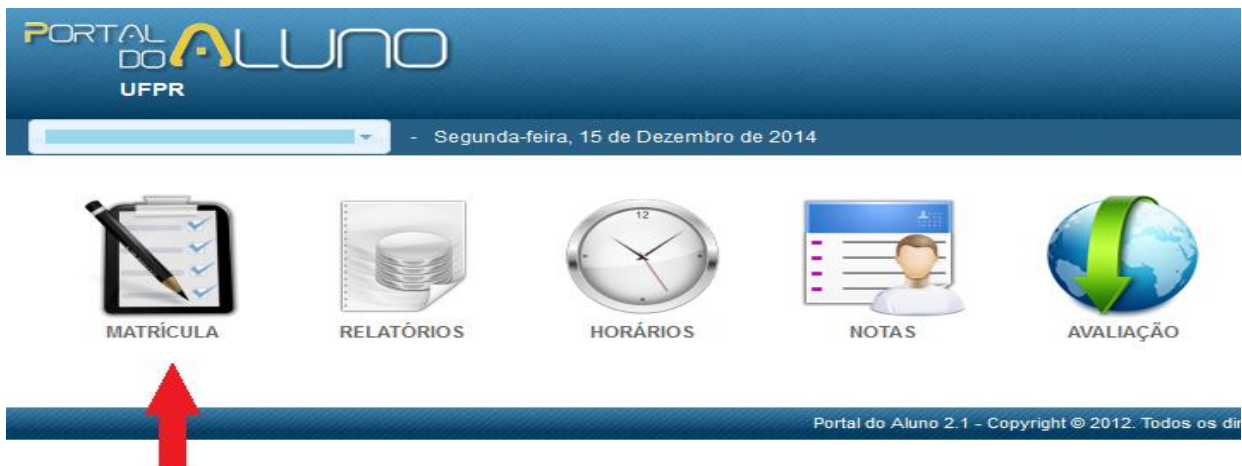 PORTAL
DO ALUNO
UFPR
- Segunda-feira, 15 de Dezembro de 2014
12
MATRÍCULA
RELATÓRIOS
HORÁRIOS
NOTAS
AVALIAÇÃO
Portal do Aluno 2.1 - Copyright © 2012. Todos os